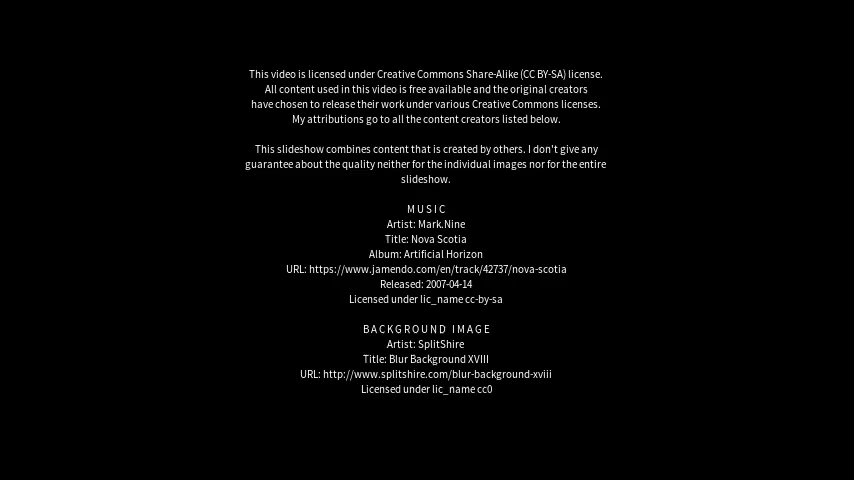 This video is licensed under Creative Commons Share-Alike (CC BY-SA) license.
All content used in this video is free available and the original creators
have chosen to release their work under various Creative Commons licenses.
My attributions go to all the content creators listed below.
This slideshow combines content that is created by others. I don't give any
guarantee about the quality neither for the individual images nor for the entire
slideshow.
MUSIC
Artist: Mark.Nine
Title: Nova Scotia
Album: Artificial Horizon
URL: https://www.jamendo.com/en/track/42737/nova-scotia
Released: 2007-04-14
Licensed under lic_name cc-by-sa
BACKGROUND IMAGE
Artist: SplitShire
Title: Blur Background XVIII
URL: http://www.splitshire.com/blur-background-xviii
Licensed under lic_name cc0